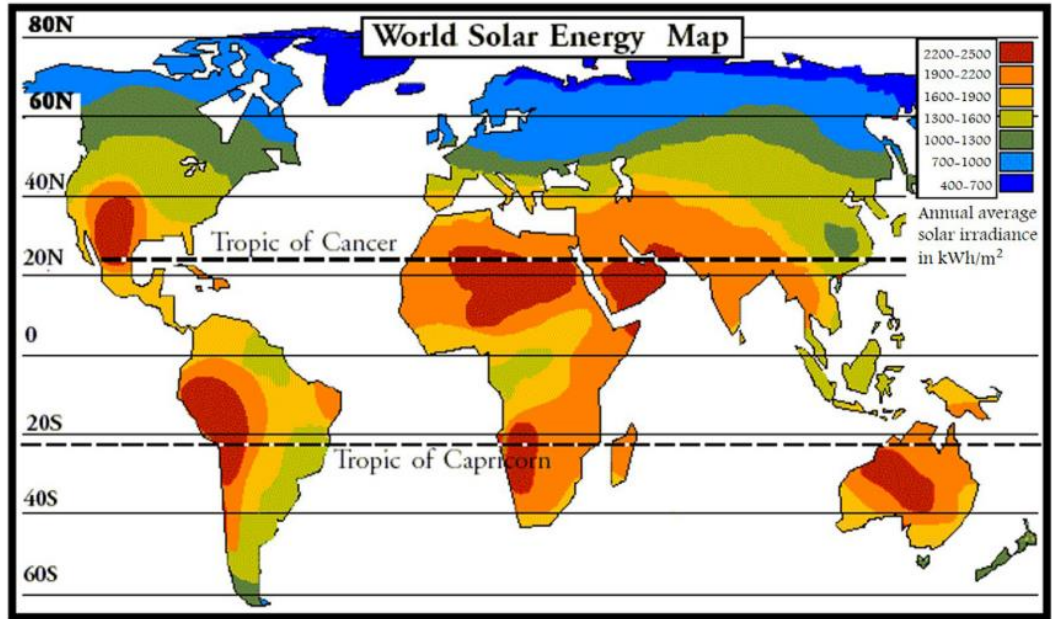 80N
World Solar Energy Map
2200-2500
1900-2200
1600-1900
1300-1600
1000-1300
700-1000
400-700
60N
40N
Annual average
solar irradiance
in kWh/m²
Tropic of Cancer
20N
0
20S
Tropic of Capricorn
40S
60S